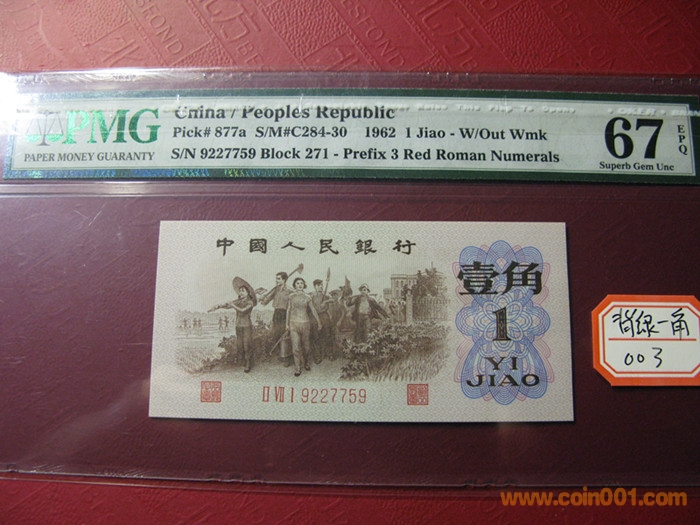 China / Peoples Republic
PMG
PAPER MONEY GUARANTY
Pick# 877a S/M#C284-30 1962 1 Jiao - W/Out Wmk
S/N 9227759 Block 271 - Prefix 3 Red Roman Numerals
67
EPQ
Superb Gem Unc
中國人民銀行
壹角
1
YI
JIAO
II VII I 9227759
背绿一角
003
www.coin001.com